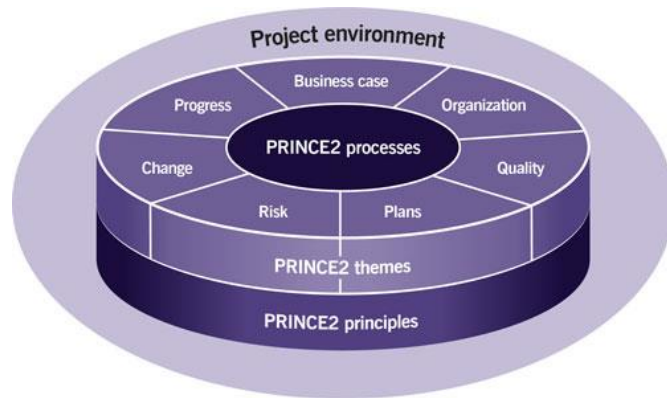 Project environment
Business case
Progress
Organization
PRINCE2 processes
Change
Quality
Risk
Plans
PRINCE2 themes
PRINCE2 principles